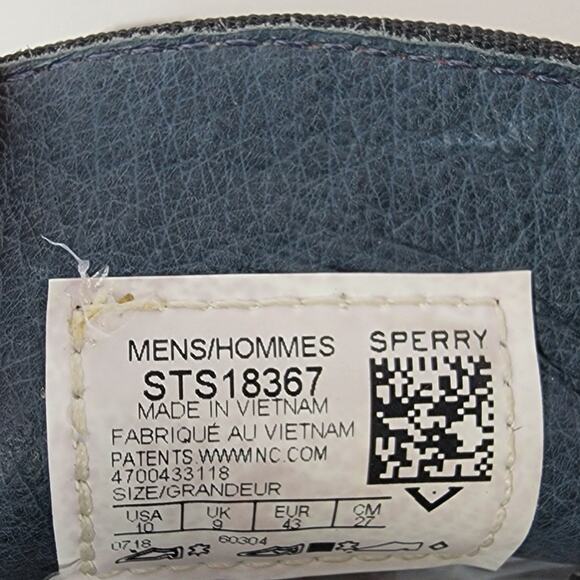 MENS/HOMMES
SPERRY
STS18367
MADE IN VIETNAM
FABRIQUÉ AU VIETNAM
PATENTS.WWWINC.COM
4700433118
SIZE/GRANDEUR
USA UK EUR CM
10 9 43 27
0718 60304